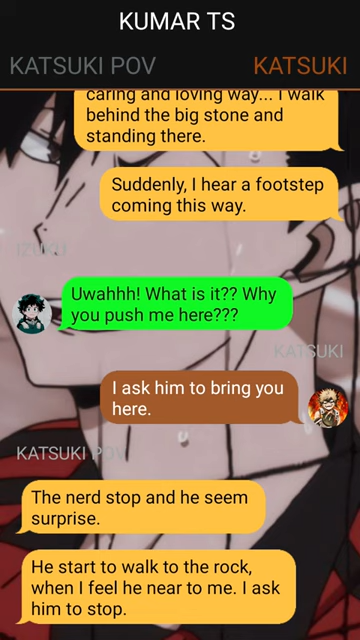 KUMAR TS
KATSUKI POV
KATSUKI
caring and loving way... I walk
behind the big stone and
standing there.
Suddenly, I hear a footstep
coming this way.
IZUKU
Uwahhh! What is it?? Why
you push me here???
KATSUKI
I ask him to bring you
here.
KATSUKI POV
The nerd stop and he seem
surprise.
He start to walk to the rock,
when I feel he near to me. I ask
him to stop.